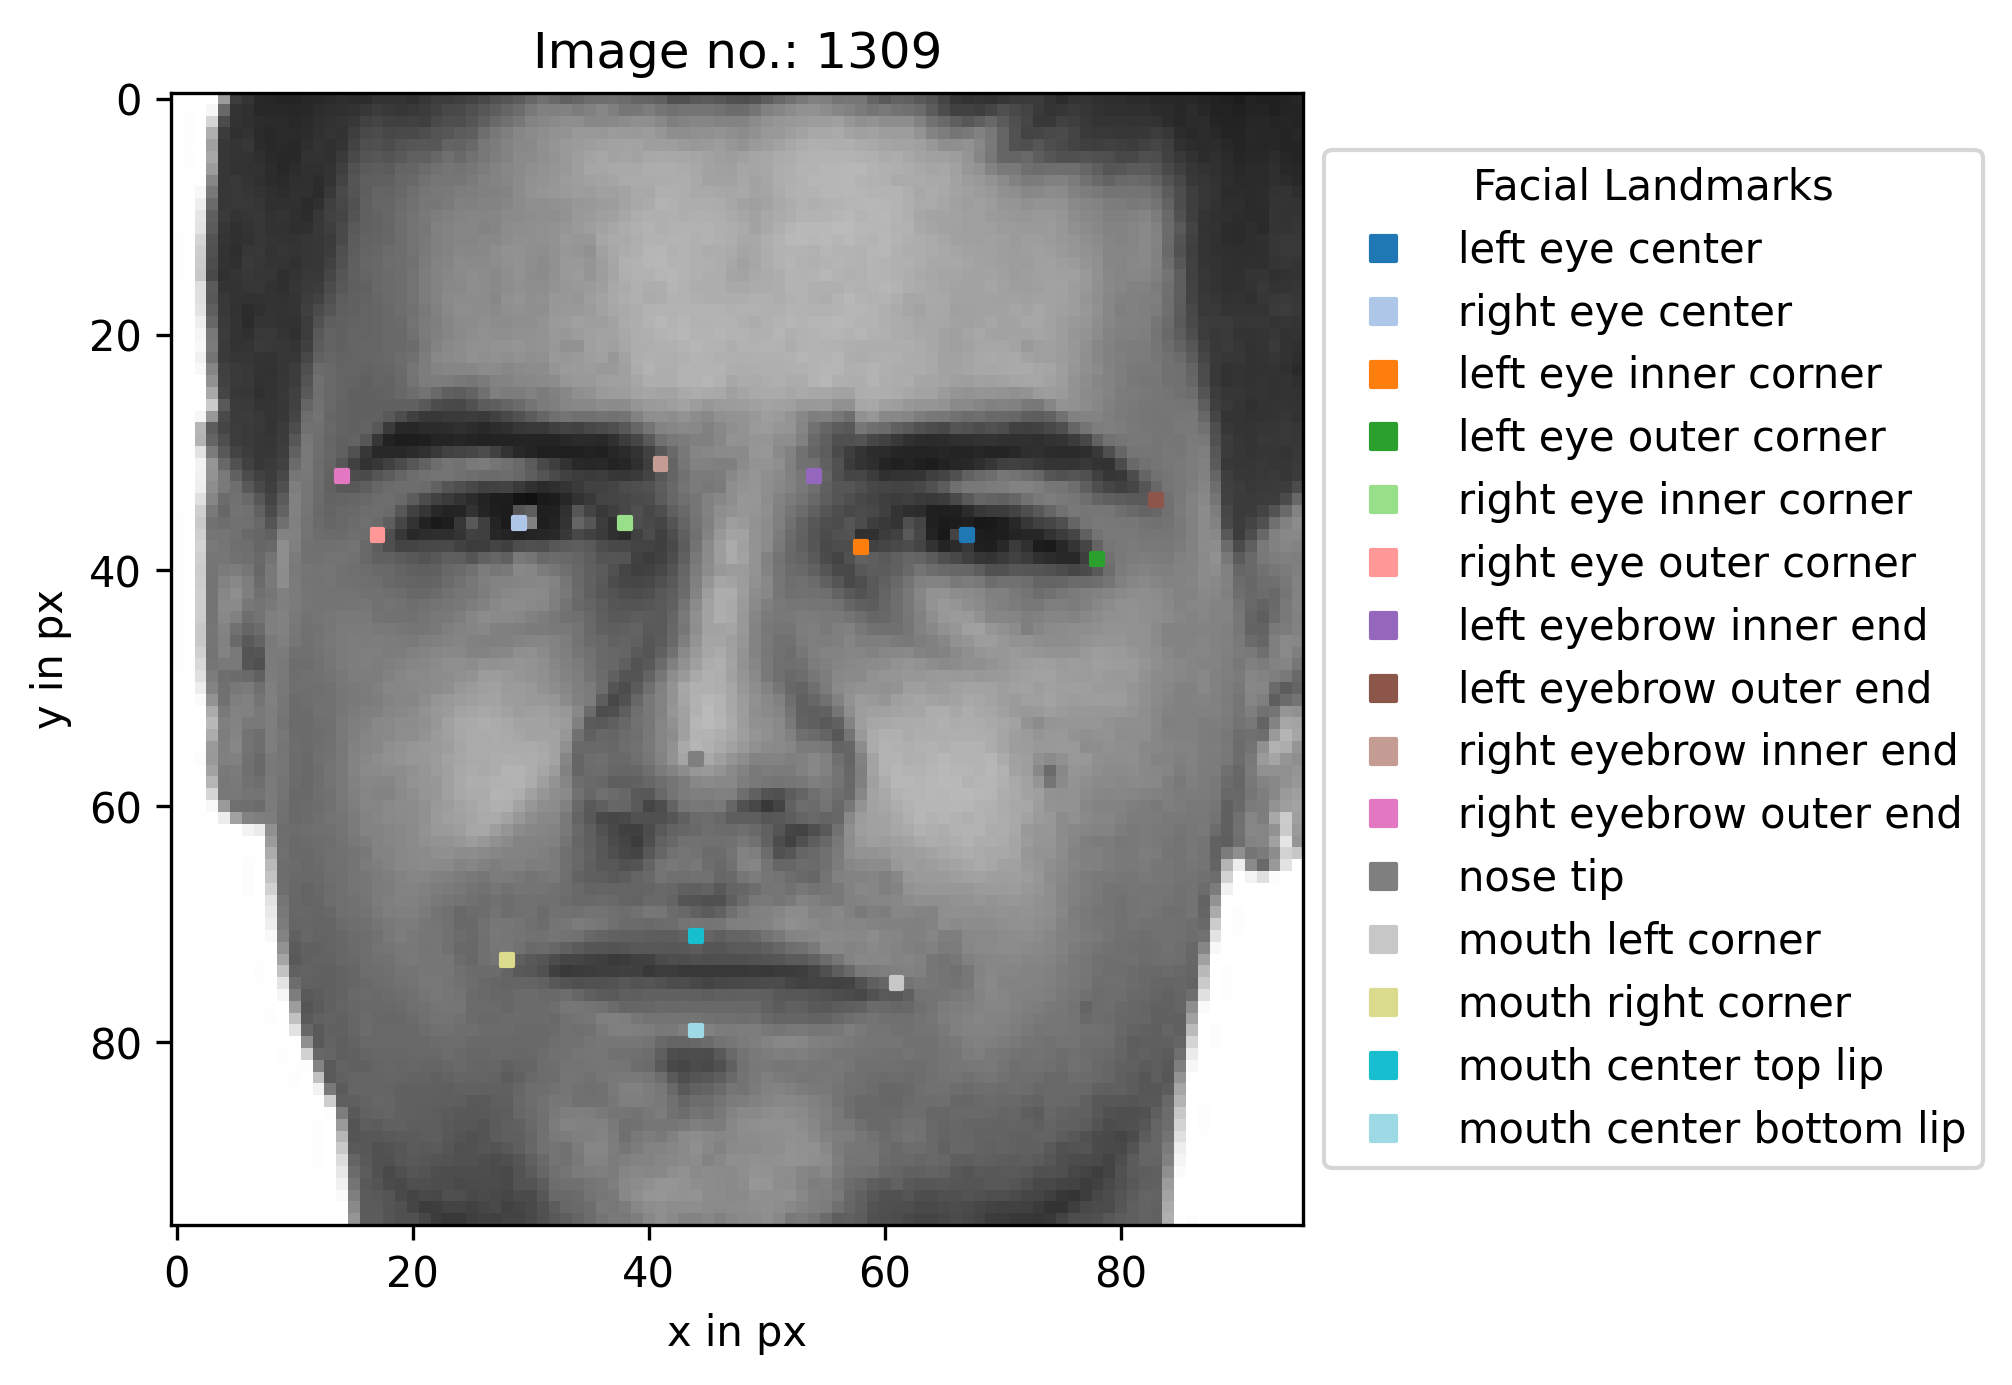 Image no.: 1309
0
20
40
60
80
y in px
0 20 40 60 80
x in px
Facial Landmarks
left eye center
right eye center
left eye inner corner
left eye outer corner
right eye inner corner
right eye outer corner
left eyebrow inner end
left eyebrow outer end
right eyebrow inner end
right eyebrow outer end
nose tip
mouth left corner
mouth right corner
mouth center top lip
mouth center bottom lip